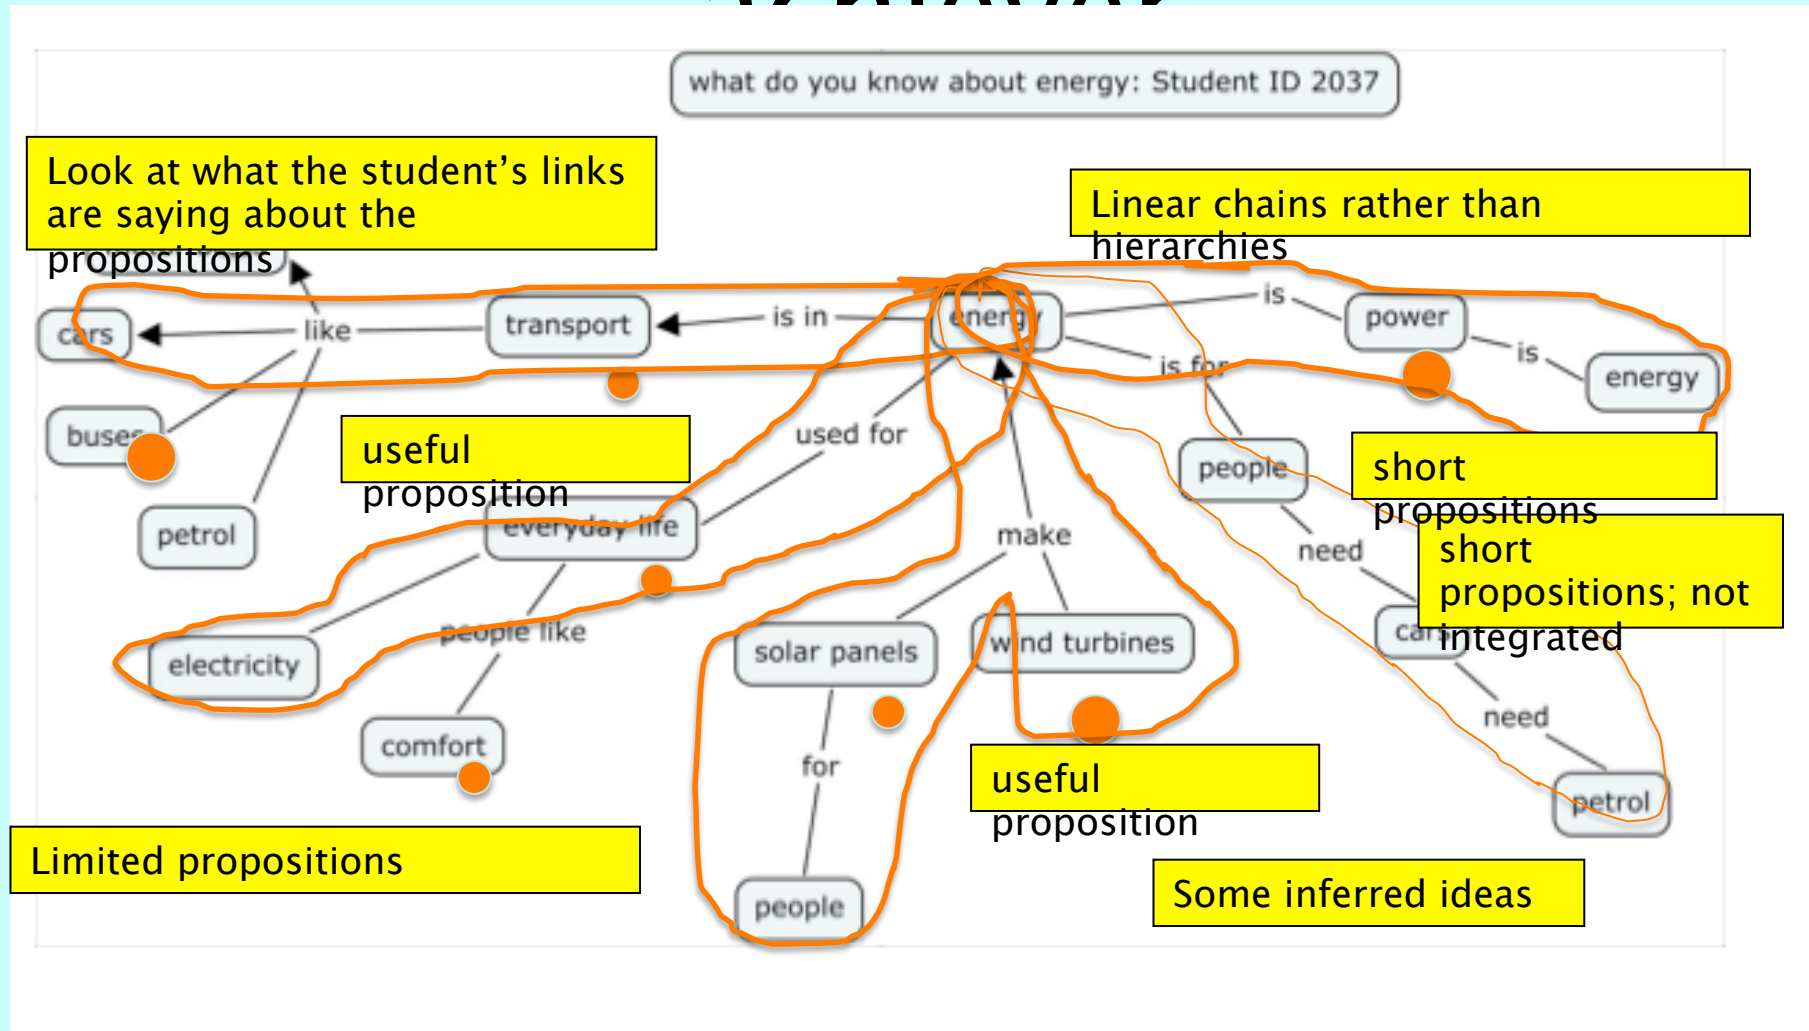 what do you know about energy: Student ID 2037
Look at what the student's links
are saying about the
propositions
Linear chains rather than
hierarchies
cars
like
transport
is in
energy
is
power
is
energy
is for
buses
useful
proposition
used for
people
short
propositions
petrol
everyday life
make
need
short
propositions; not
integrated
electricity
people like
solar panels
wind turbines
cars
comfort
for
need
useful
proposition
petrol
Limited propositions
people
Some inferred ideas